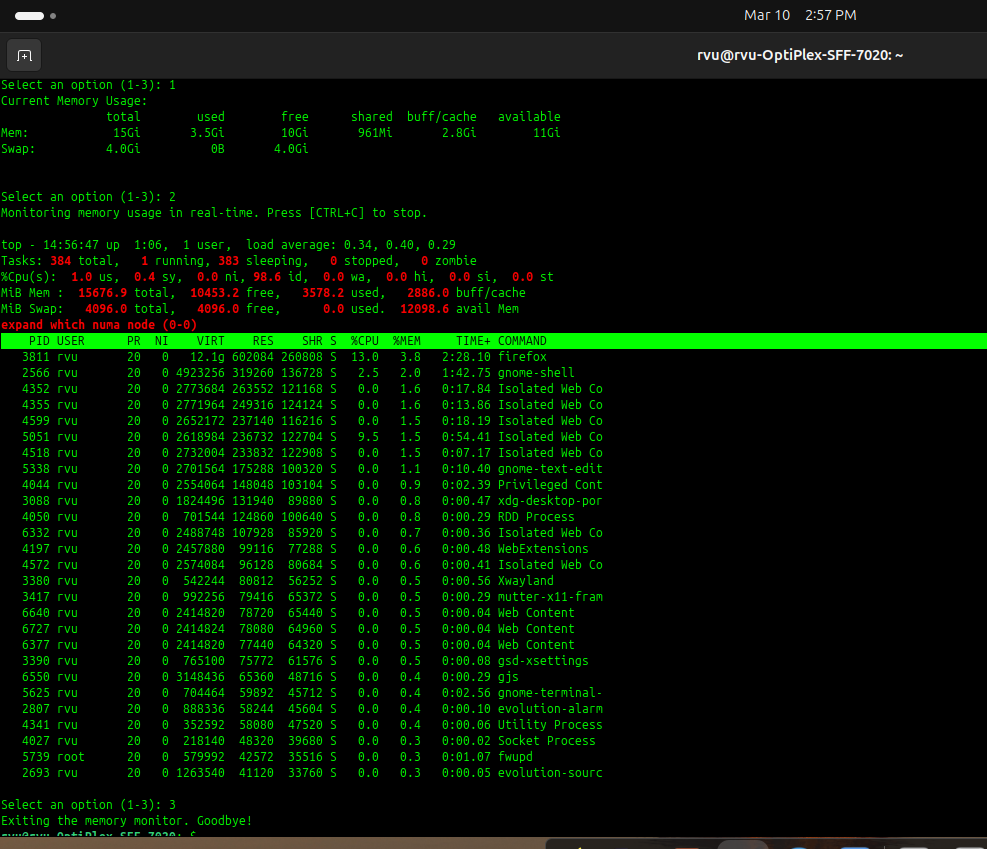 Mar 10 2:57 PM
rvu@rvu-OptiPlex-SFF-7020: ~
Select an option (1-3): 1
Current Memory Usage:
total used free shared buff/cache available
Mem: 15Gi 3.5Gi 10Gi 961Mi 2.8Gi 11Gi
Swap: 4.0Gi 0B 4.0Gi
Select an option (1-3): 2
Monitoring memory usage in real-time. Press [CTRL+C] to stop.
top - 14:56:47 up 1:06, 1 user, load average: 0.34, 0.40, 0.29
Tasks: 384 total, 1 running, 383 sleeping, 0 stopped, 0 zombie
%Cpu(s): 1.0 us, 0.4 sy, 0.0 ni, 98.6 id, 0.0 wa, 0.0 hi, 0.0 si, 0.0 st
MiB Mem : 15676.9 total, 10453.2 free, 3578.2 used, 2886.0 buff/cache
MiB Swap: 4096.0 total, 4096.0 free, 0.0 used. 12098.6 avail Mem
expand which numa node (0-0)
PID USER PR NI VIRT RES SHR S %CPU %MEM TIME+ COMMAND
3811 rvu 20 0 12.1g 602084 260808 S 13.0 3.8 2:28.10 firefox
2566 rvu 20 0 4923256 319260 136728 S 2.5 2.0 1:42.75 gnome-shell
4352 rvu 20 0 2773684 263552 121168 S 0.0 1.6 0:17.84 Isolated Web Co
4355 rvu 20 0 2771964 249316 124124 S 0.0 1.6 0:13.86 Isolated Web Co
4599 rvu 20 0 2652172 237140 116216 S 0.0 1.5 0:18.19 Isolated Web Co
5051 rvu 20 0 2618984 236732 122704 S 9.5 1.5 0:54.41 Isolated Web Co
4518 rvu 20 0 2732004 233832 122908 S 0.0 1.5 0:07.17 Isolated Web Co
5338 rvu 20 0 2701564 175288 100320 S 0.0 1.1 0:10.40 gnome-text-edit
4044 rvu 20 0 2554064 148048 103104 S 0.0 0.9 0:02.39 Privileged Cont
3088 rvu 20 0 1824496 131940 89880 S 0.0 0.8 0:00.47 xdg-desktop-por
4050 rvu 20 0 701544 124860 100640 S 0.0 0.8 0:00.29 RDD Process
6332 rvu 20 0 2488748 107928 85920 S 0.0 0.7 0:00.36 Isolated Web Co
4197 rvu 20 0 2457880 99116 77288 S 0.0 0.6 0:00.48 WebExtensions
4572 rvu 20 0 2574084 96128 80684 S 0.0 0.6 0:00.41 Isolated Web Co
3380 rvu 20 0 542244 80812 56252 S 0.0 0.5 0:00.56 Xwayland
3417 rvu 20 0 992256 79416 65372 S 0.0 0.5 0:00.29 mutter-x11-fram
6640 rvu 20 0 2414820 78720 65440 S 0.0 0.5 0:00.04 Web Content
6727 rvu 20 0 2414824 78080 64960 S 0.0 0.5 0:00.04 Web Content
6377 rvu 20 0 2414820 77440 64320 S 0.0 0.5 0:00.04 Web Content
3390 rvu 20 0 765100 75772 61576 S 0.0 0.5 0:00.08 gsd-xsettings
6550 rvu 20 0 3148436 65360 48716 S 0.0 0.4 0:00.29 gjs
5625 rvu 20 0 704464 59892 45712 S 0.0 0.4 0:02.56 gnome-terminal-
2807 rvu 20 0 888336 58244 45604 S 0.0 0.4 0:00.10 evolution-alarm
4341 rvu 20 0 352592 58080 47520 S 0.0 0.4 0:00.06 Utility Process
4027 rvu 20 0 218140 48320 39680 S 0.0 0.3 0:00.02 Socket Process
5739 root 20 0 579992 42572 35516 S 0.0 0.3 0:01.07 fwupd
2693 rvu 20 0 1263540 41120 33760 S 0.0 0.3 0:00.05 evolution-sourc
Select an option (1-3): 3
Exiting the memory monitor. Goodbye!
rvu@rvu-OptiPlex-SFF-7020:~$